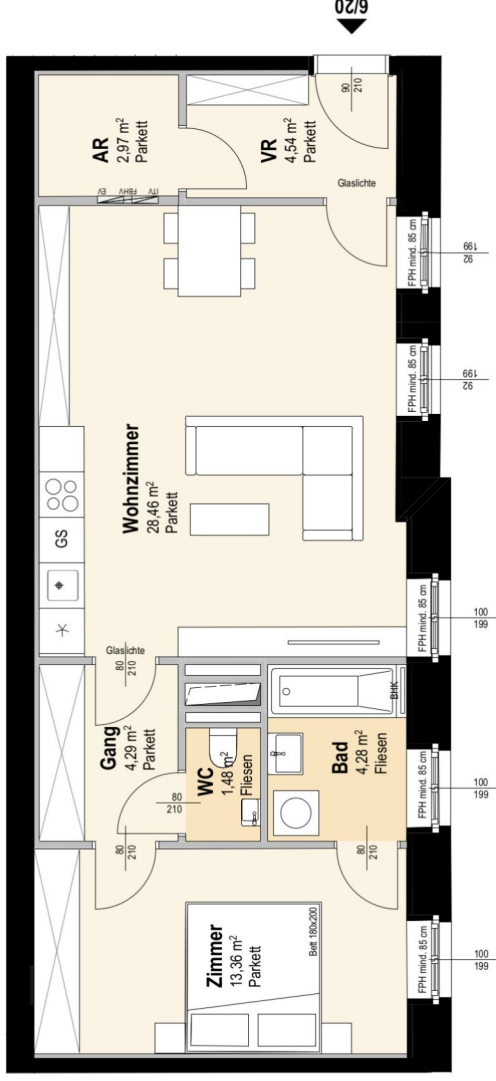 6/20
AR
2,97 m²
Parkett
VR
4,54 m²
Parkett
90
210
Glaslichte
EV
FBHV
ITV
Wohnzimmer
28,46 m²
Parkett
GS
Glaslichte
80
210
Gang
4,29 m²
Parkett
80
210
WC
1,48 m²
Fliesen
Bad
4,28 m²
Fliesen
BHK
80
210
80
210
Zimmer
13,36 m²
Parkett
Bett 180x200
FPH mind. 85 cm
92
199
FPH mind. 85 cm
92
199
FPH mind. 85 cm
100
199
FPH mind. 85 cm
100
199
FPH mind. 85 cm
100
199